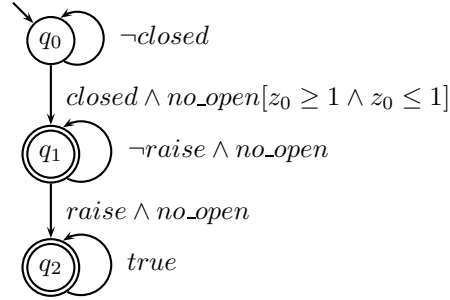 q₀ ¬closed
closed ∧ no_open[z₀ ≥ 1 ∧ z₀ ≤ 1]
q₁ ¬raise ∧ no_open
raise ∧ no_open
q₂ true